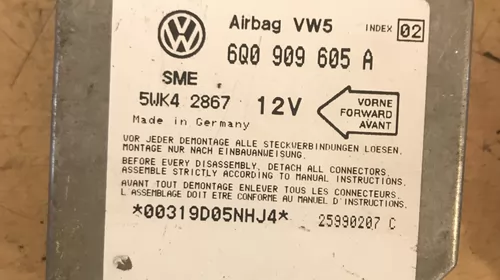 Airbag VW5 INDEX 02
6Q0 909 605 A
SME
5WK4 2867 12V
Made in Germany
VORNE
FORWARD
AVANT
VOR JEDER DEMONTAGE ALLE STECKVERBINDUNGEN LOESEN.
MONTAGE NUR NACH EINBAUANWEISUNG.
BEFORE EVERY DISASSEMBLY, DETACH ALL CONNECTORS.
ASSEMBLE STRICTLY ACCORDING TO MANUAL INSTRUCTIONS.
AVANT TOUT DEMONTAGE ENLEVER TOUS LES CONNECTEURS.
L ASSEMBLAGE DOIT ETRE CONFORME AU MANUEL D'INSTRUCTIONS.
*00319D05NHJ4* 25990207 C